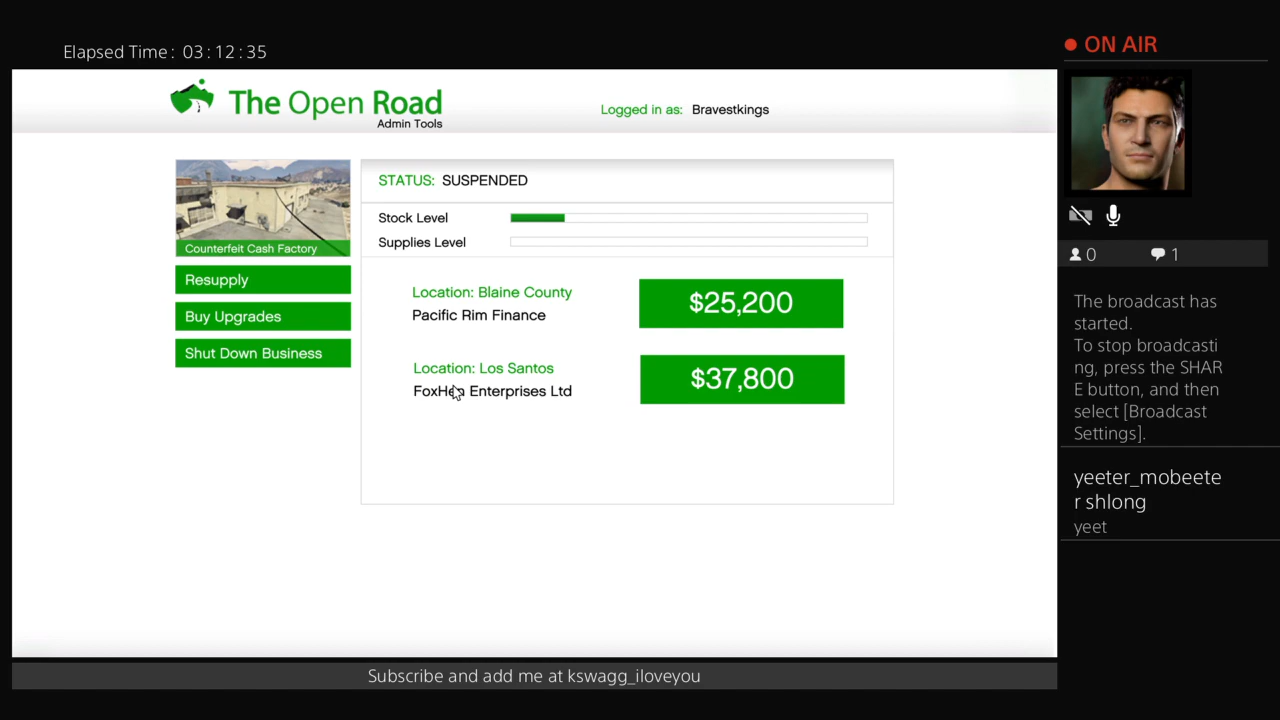 Elapsed Time: 03:12:35
ON AIR
The Open Road
Admin Tools
Logged in as: Bravestkings
STATUS: SUSPENDED
Stock Level
Supplies Level
Counterfeit Cash Factory
Resupply
Buy Upgrades
Shut Down Business
Location: Blaine County
Pacific Rim Finance
$25,200
Location: Los Santos
Enterprises Ltd
$37,800
0
1
The broadcast has
started.
To stop broadcasti
ng, press the SHAR
E button, and then
select [Broadcast
Settings].
yeeter_mobeete
r shlong
yeet
Subscribe and add me at kswagg_iloveyou